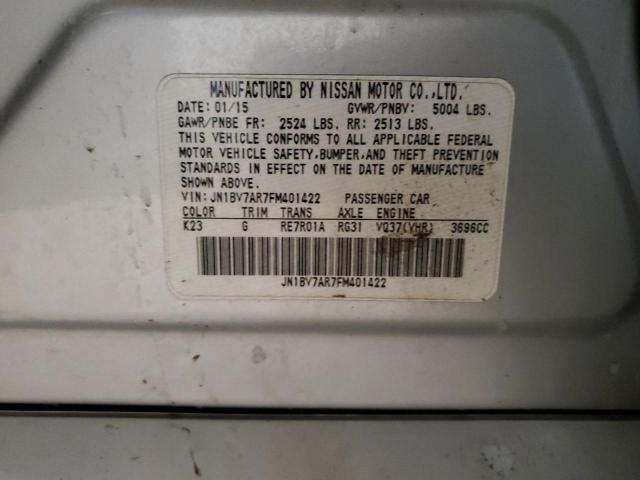 MANUFACTURED BY NISSAN MOTOR CO.,LTD.
DATE: 01/15 GVWR/PNBV: 5004 LBS.
GAWR/PNBE FR: 2524 LBS. RR: 2513 LBS.
THIS VEHICLE CONFORMS TO ALL APPLICABLE FEDERAL
MOTOR VEHICLE SAFETY,BUMPER,AND THEFT PREVENTION
STANDARDS IN EFFECT ON THE DATE OF MANUFACTURE
SHOWN ABOVE.
VIN: JN1BV7AR7FM401422 PASSENGER CAR
COLOR TRIM TRANS AXLE ENGINE
K23 G RE7R01A RG31 VQ37(VHR) 3696CC
JN1BV7AR7FM401422